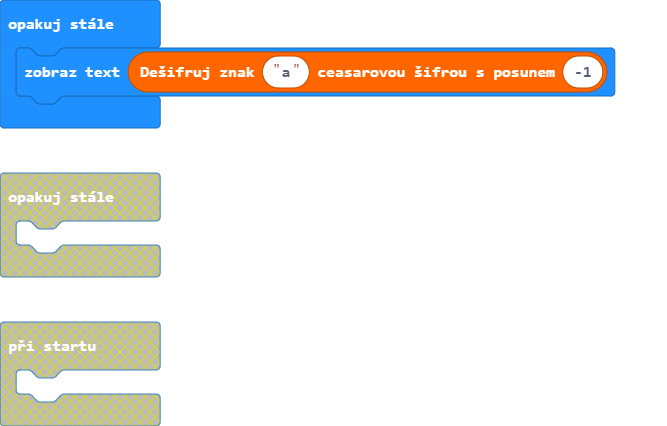 opakuj stále
zobraz text Dešifruj znak "a" ceasarovou šifrou s posunem -1
opakuj stále
při startu